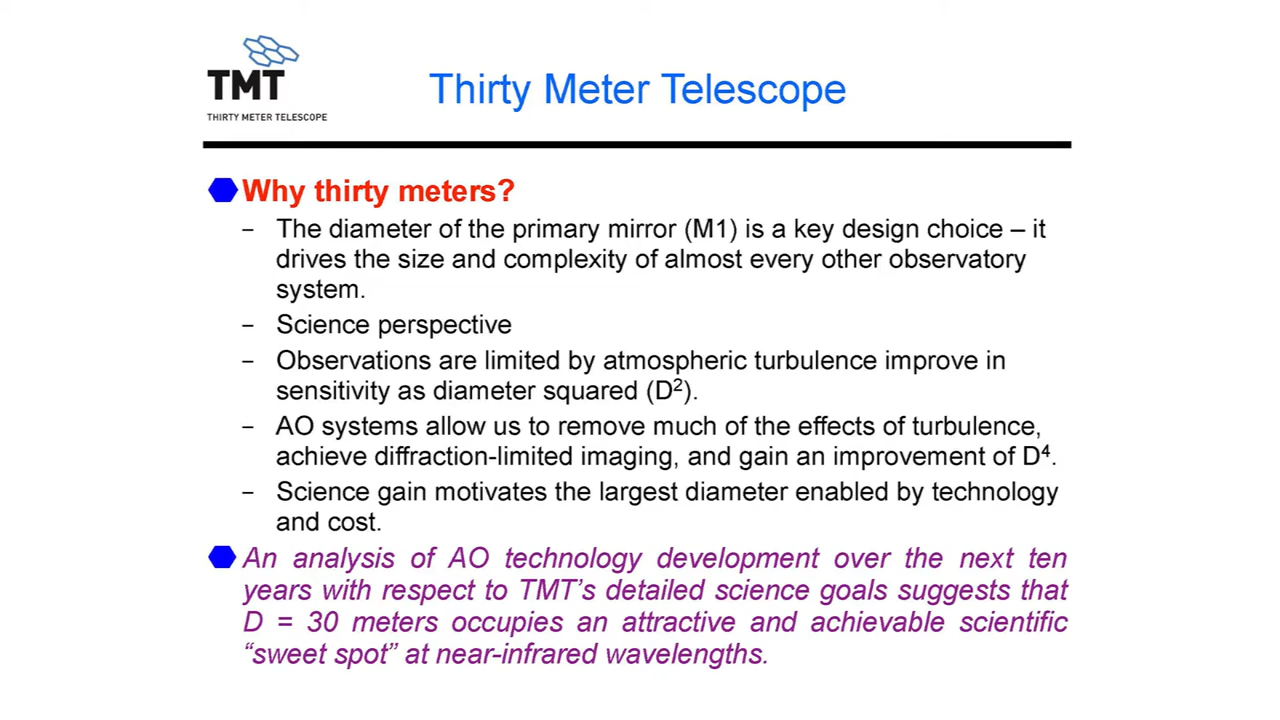 TMT
THIRTY METER TELESCOPE
Thirty Meter Telescope
Why thirty meters?
– The diameter of the primary mirror (M1) is a key design choice – it
drives the size and complexity of almost every other observatory
system.
– Science perspective
– Observations are limited by atmospheric turbulence improve in
sensitivity as diameter squared (D²).
– AO systems allow us to remove much of the effects of turbulence,
achieve diffraction-limited imaging, and gain an improvement of D⁴.
– Science gain motivates the largest diameter enabled by technology
and cost.
An analysis of AO technology development over the next ten
years with respect to TMT’s detailed science goals suggests that
D = 30 meters occupies an attractive and achievable scientific
“sweet spot” at near-infrared wavelengths.